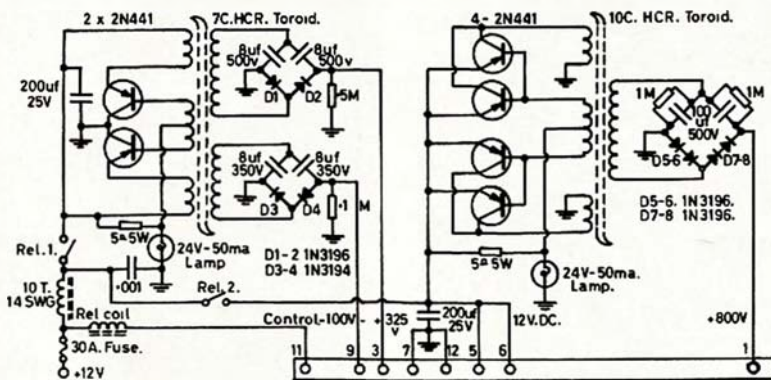 2 x 2N441
7C.HCR. Toroid.
4 - 2N441
10C. HCR. Toroid.
8uf
500v
8uf
500v
200uf
25V
D1
D2
·5M
1M
1M
100
uf
500V
8uf
350V
8uf
350V
D5-6
D7-8
D3
D4
·1 M
D5-6. 1N3196.
D7-8 1N3196.
5Ω5W
Rel.1.
24V-50ma
Lamp
D1-2 1N3196
D3-4 1N3194
5Ω5W
24V-50ma.
Lamp.
10 T.
14 SWG
·001
Rel.2.
Rel coil
Control
-100V
- +325
v
200uf
25V
12V.DC.
+800V
30A. Fuse.
11
9
3
7
12
5
6
1
+12V